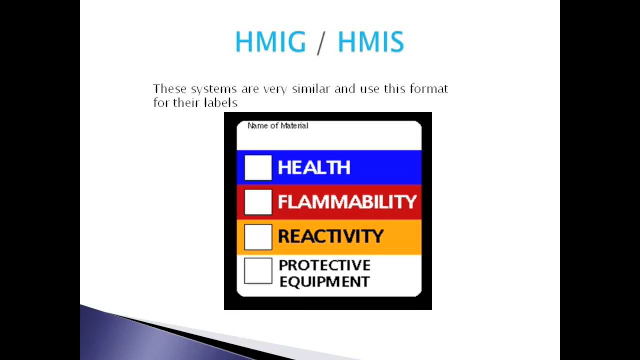 HMIG / HMIS
These systems are very similar and use this format
for their labels
Name of Material
HEALTH
FLAMMABILITY
REACTIVITY
PROTECTIVE
EQUIPMENT